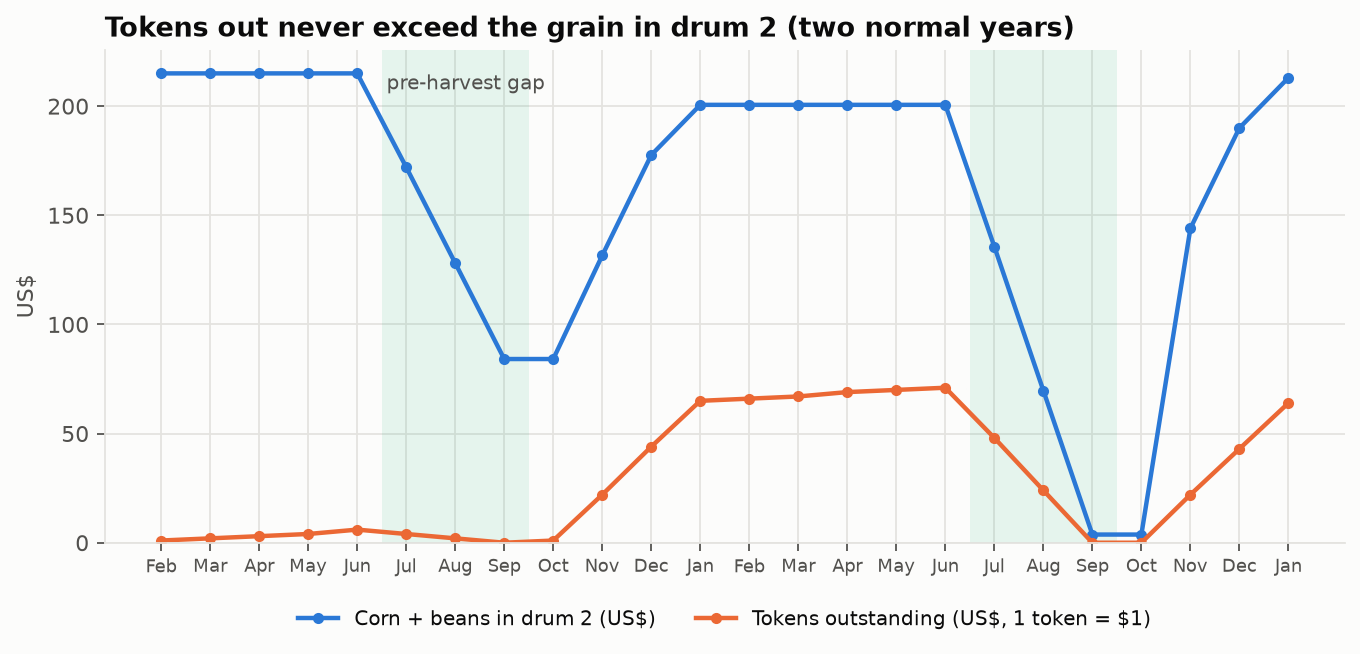 Tokens out never exceed the grain in drum 2 (two normal years)
pre-harvest gap
200
150
100
50
0
US$
Feb Mar Apr May Jun Jul Aug Sep Oct Nov Dec Jan Feb Mar Apr May Jun Jul Aug Sep Oct Nov Dec Jan
Corn + beans in drum 2 (US$) Tokens outstanding (US$, 1 token = $1)